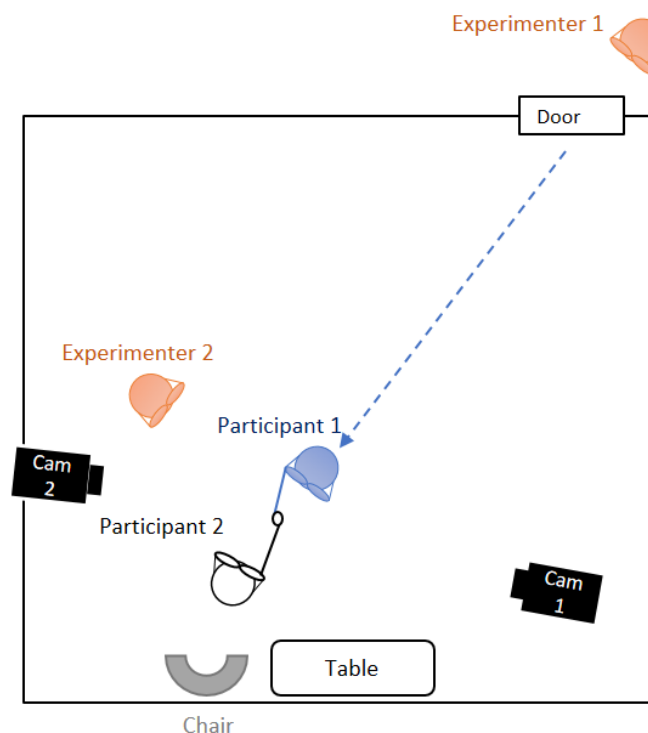 Experimenter 1
Door
Experimenter 2
Participant 1
Cam
2
Participant 2
Cam
1
Table
Chair